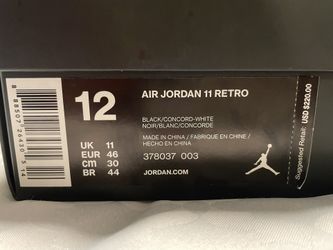 12
AIR JORDAN 11 RETRO
BLACK/CONCORD-WHITE
NOIR/BLANC/CONCORDE
MADE IN CHINA / FABRIQUE EN CHINE /
HECHO EN CHINA
UK 11
EUR 46
CM 30
BR 44
378037 003
JORDAN.COM
Suggested Retail: USD $220.00